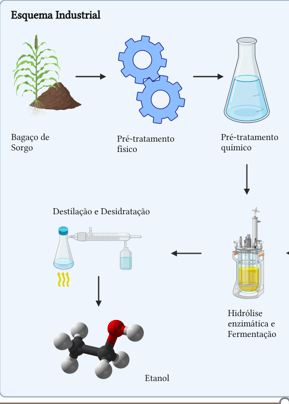 Esquema Industrial
Bagaço de
Sorgo
Pré-tratamento
físico
Pré-tratamento
químico
Destilação e Desidratação
Hidrólise
enzimática e
Fermentação
Etanol